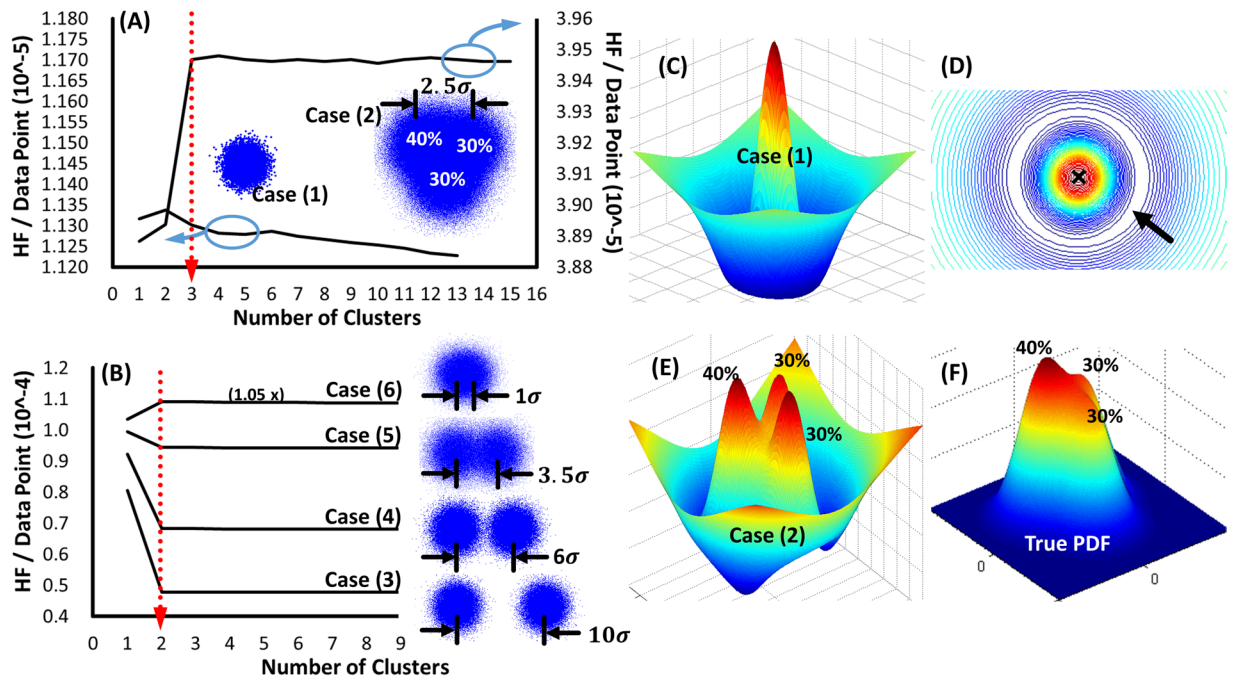 (A)
HF / Data Point (10^-5)
1.180
1.170
1.160
1.155
1.150
1.145
1.140
1.135
1.130
1.125
1.120
0 1 2 3 4 5 6 7 8 9 10 11 12 13 14 15 16
Number of Clusters
Case (1)
Case (2)
2.5σ
40%
30%
30%
3.96
3.95
3.94
3.93
3.92
3.91
3.90
3.89
3.88
HF / Data Point (10^-5)
(C)
Case (1)
(D)
(B)
HF / Data Point (10^-4)
1.2
1.1
1.0
0.9
0.8
0.7
0.6
0.5
0.4
0 1 2 3 4 5 6 7 8 9
Number of Clusters
(1.05 x)
Case (6)
Case (5)
Case (4)
Case (3)
1σ
3.5σ
6σ
10σ
(E)
40%
30%
30%
Case (2)
(F)
40%
30%
30%
True PDF
0
0